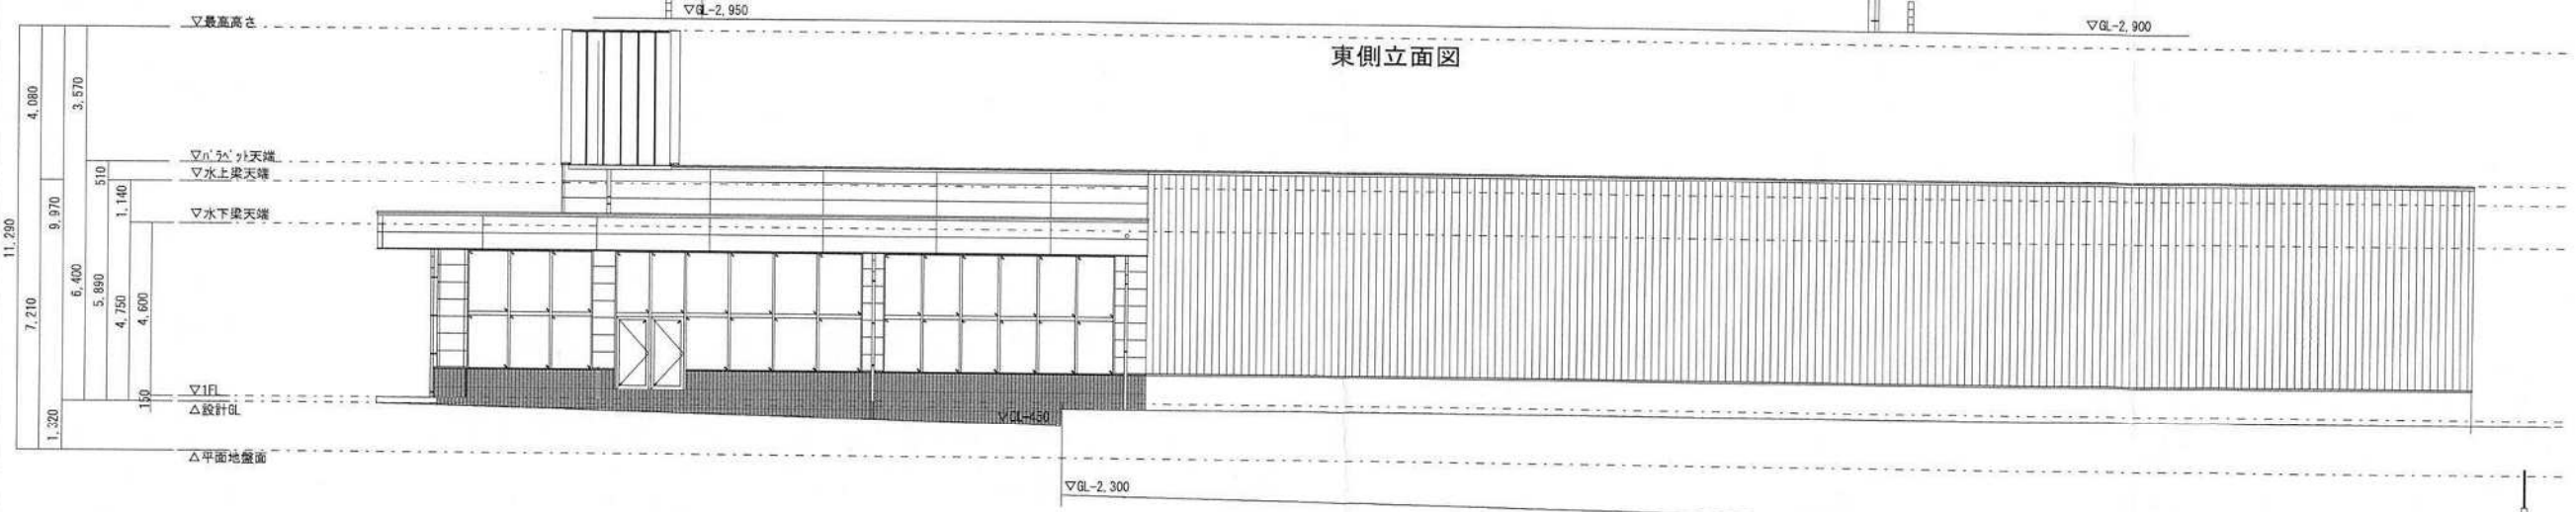 ▽GL-2,950
▽GL-2,900
東側立面図
▽最高高さ
▽ﾊﾟﾗﾍﾟｯﾄ天端
▽水上梁天端
▽水下梁天端
▽1FL
△設計GL
△平面地盤面
▽GL-450
▽GL-2,300
11,290
4,080
7,210
9,970
1,320
3,570
6,400
510
5,890
1,140
4,750
4,600
150